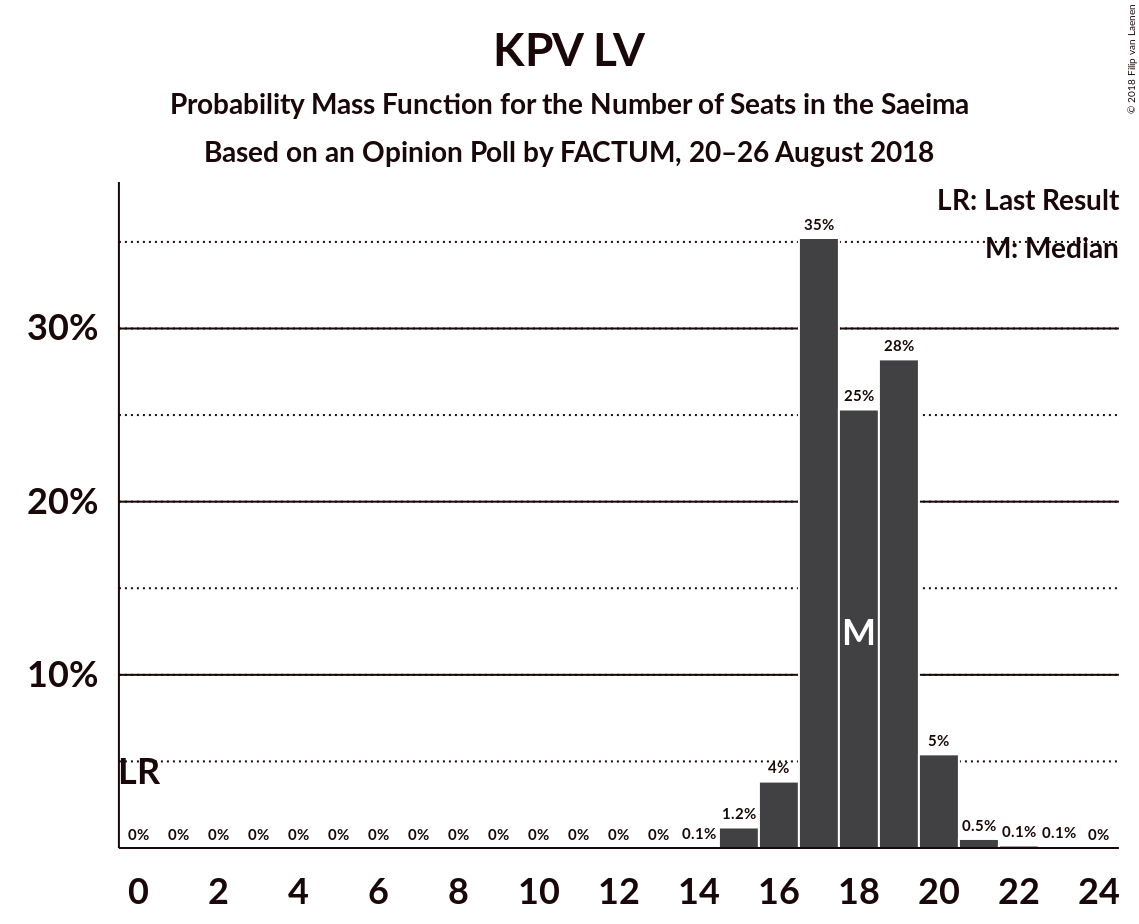 KPV LV
Probability Mass Function for the Number of Seats in the Saeima
Based on an Opinion Poll by FACTUM, 20–26 August 2018
© 2018 Filip van Laenen
LR: Last Result
M: Median
35%
30%
28%
25%
20%
M
10%
5%
LR
4%
1.2%
0% 0% 0% 0% 0% 0% 0% 0% 0% 0% 0% 0% 0% 0% 0.1% 0.5% 0.1% 0.1% 0%
0 2 4 6 8 10 12 14 16 18 20 22 24